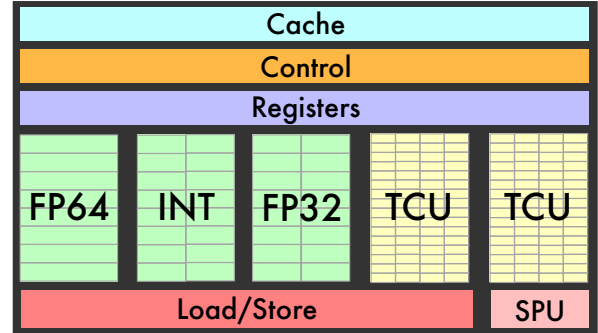 Cache
Control
Registers
FP64 INT FP32 TCU TCU
Load/Store SPU